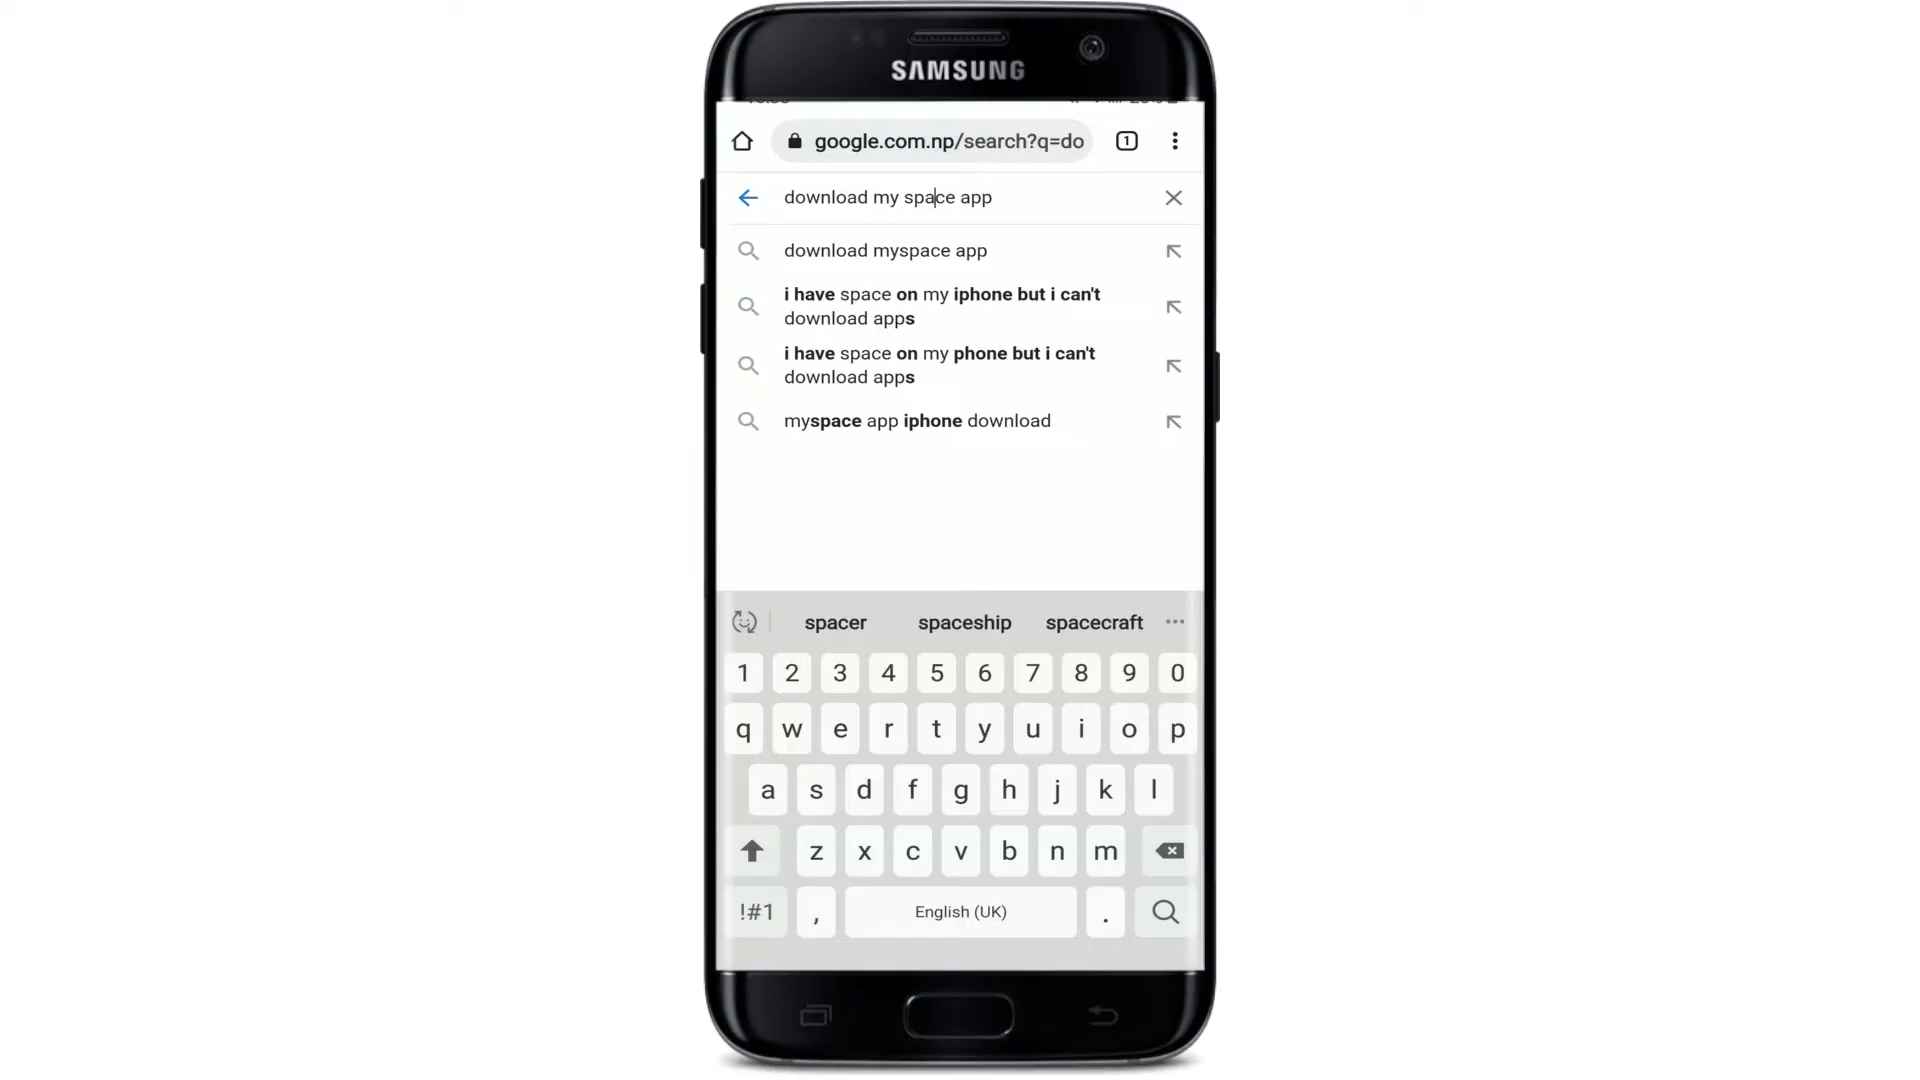 SAMSUNG
google.com.np/search?q=do
1
download my space app
download myspace app
i have space on my iphone but i can't
download apps
i have space on my phone but i can't
download apps
myspace app iphone download
spacer spaceship spacecraft
1 2 3 4 5 6 7 8 9 0
q w e r t y u i o p
a s d f g h j k l
z x c v b n m
!#1 , English (UK) .